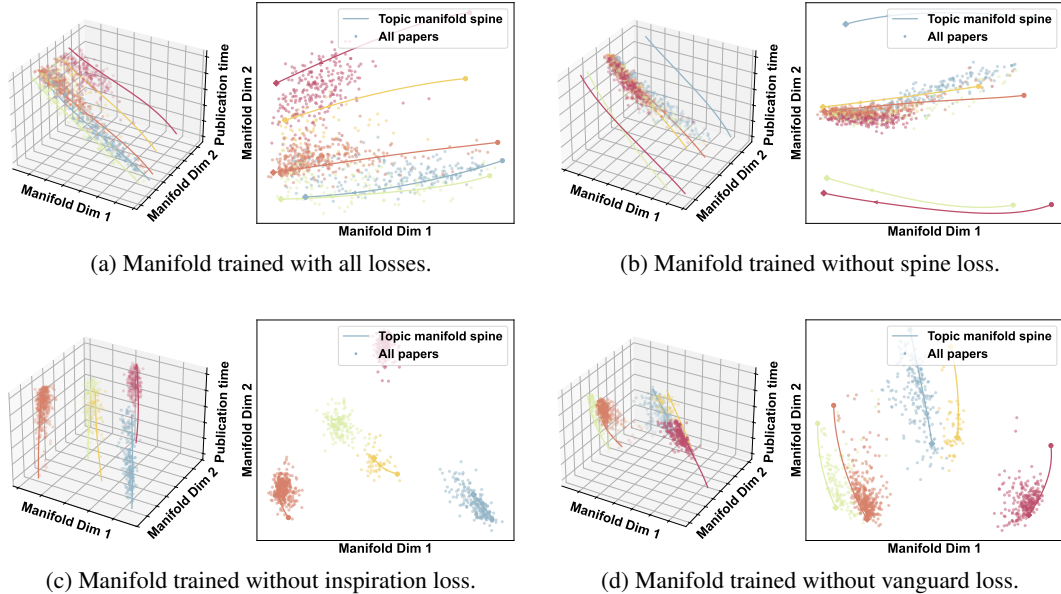 Publication time
Manifold Dim 2
Manifold Dim 1
Manifold Dim 2
Topic manifold spine
All papers
Manifold Dim 1
(a) Manifold trained with all losses.
Publication time
Manifold Dim 2
Manifold Dim 1
Manifold Dim 2
Topic manifold spine
All papers
Manifold Dim 1
(b) Manifold trained without spine loss.
Publication time
Manifold Dim 2
Manifold Dim 1
Manifold Dim 2
Topic manifold spine
All papers
Manifold Dim 1
(c) Manifold trained without inspiration loss.
Publication time
Manifold Dim 2
Manifold Dim 1
Manifold Dim 2
Topic manifold spine
All papers
Manifold Dim 1
(d) Manifold trained without vanguard loss.